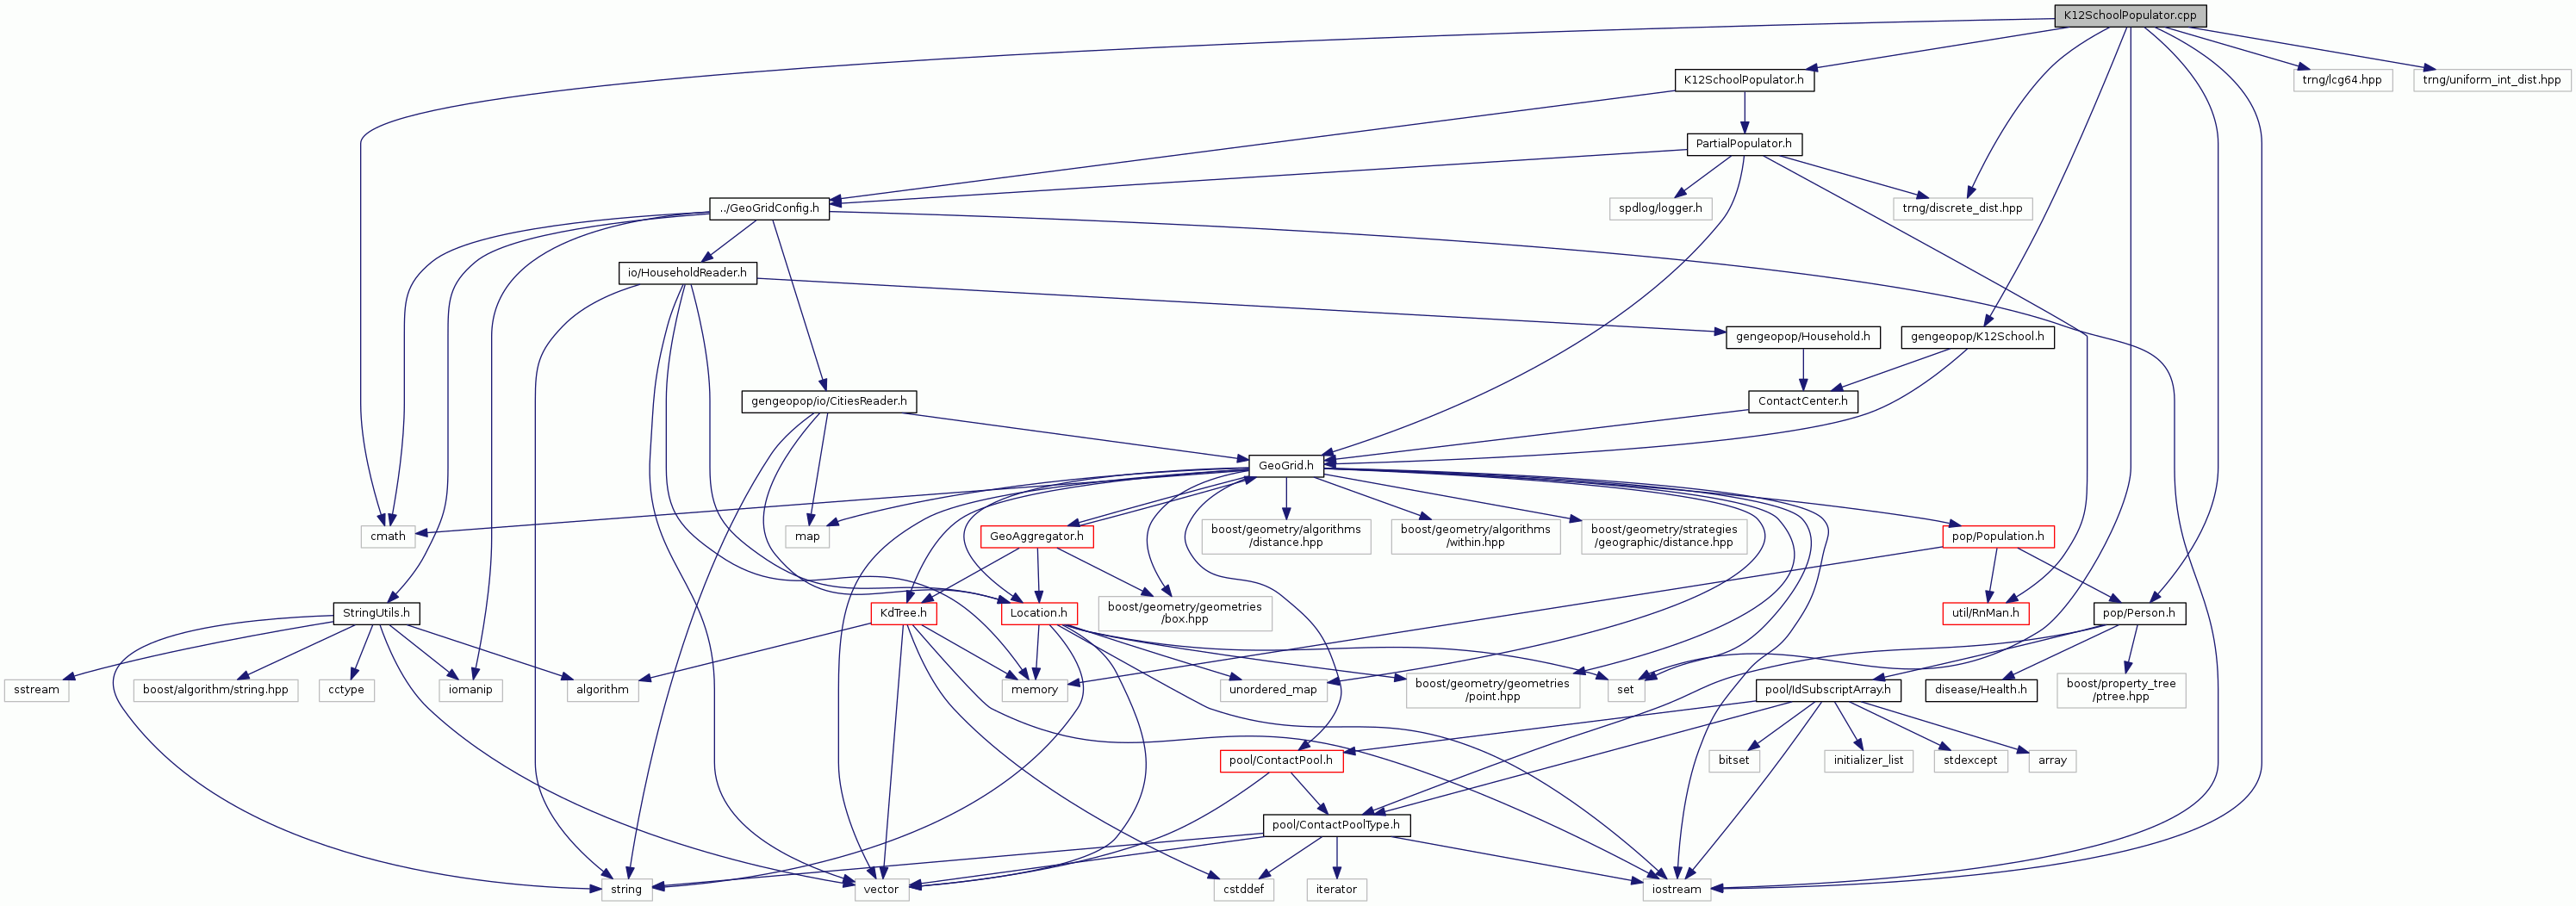 K12SchoolPopulator.cpp
K12SchoolPopulator.h
trng/lcg64.hpp
trng/uniform_int_dist.hpp
PartialPopulator.h
../GeoGridConfig.h
spdlog/logger.h
trng/discrete_dist.hpp
io/HouseholdReader.h
gengeopop/Household.h
gengeopop/K12School.h
gengeopop/io/CitiesReader.h
ContactCenter.h
GeoGrid.h
cmath
map
GeoAggregator.h
boost/geometry/algorithms
/distance.hpp
boost/geometry/algorithms
/within.hpp
boost/geometry/strategies
/geographic/distance.hpp
pop/Population.h
StringUtils.h
KdTree.h
Location.h
boost/geometry/geometries
/box.hpp
util/RnMan.h
pop/Person.h
sstream
boost/algorithm/string.hpp
cctype
iomanip
algorithm
memory
unordered_map
boost/geometry/geometries
/point.hpp
set
pool/IdSubscriptArray.h
disease/Health.h
boost/property_tree
/ptree.hpp
pool/ContactPool.h
bitset
initializer_list
stdexcept
array
pool/ContactPoolType.h
string
vector
cstddef
iterator
iostream